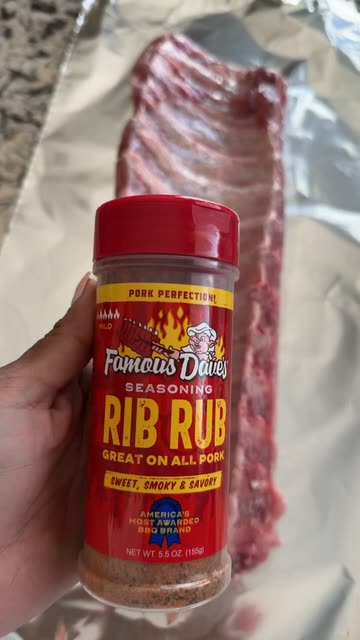 PORK PERFECTION!
MILD
Famous Dave's
SEASONING
RIB RUB
GREAT ON ALL PORK
SWEET, SMOKY & SAVORY
AMERICA'S
MOST AWARDED
BBQ BRAND
NET WT. 5.5 OZ. (155g)